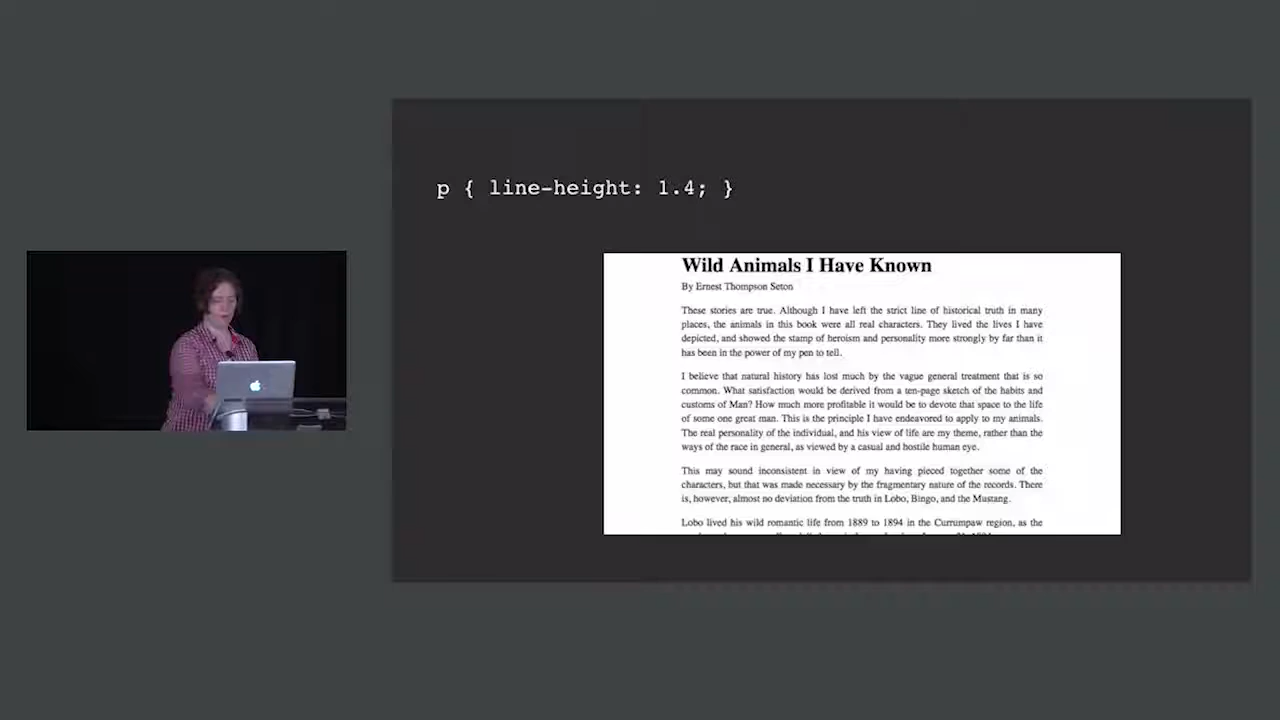 p { line-height: 1.4; }
Wild Animals I Have Known
By Ernest Thompson Seton
These stories are true. Although I have left the strict line of historical truth in many
places, the animals in this book were all real characters. They lived the lives I have
depicted, and showed the stamp of heroism and personality more strongly by far than it
has been in the power of my pen to tell.
I believe that natural history has lost much by the vague general treatment that is so
common. What satisfaction would be derived from a ten-page sketch of the habits and
customs of Man? How much more profitable it would be to devote that space to the life
of some one great man. This is the principle I have endeavored to apply to my animals.
The real personality of the individual, and his view of life are my theme, rather than the
ways of the race in general, as viewed by a casual and hostile human eye.
This may sound inconsistent in view of my having pieced together some of the
characters, but that was made necessary by the fragmentary nature of the records. There
is, however, almost no deviation from the truth in Lobo, Bingo, and the Mustang.
Lobo lived his wild romantic life from 1889 to 1894 in the Currumpaw region, as the